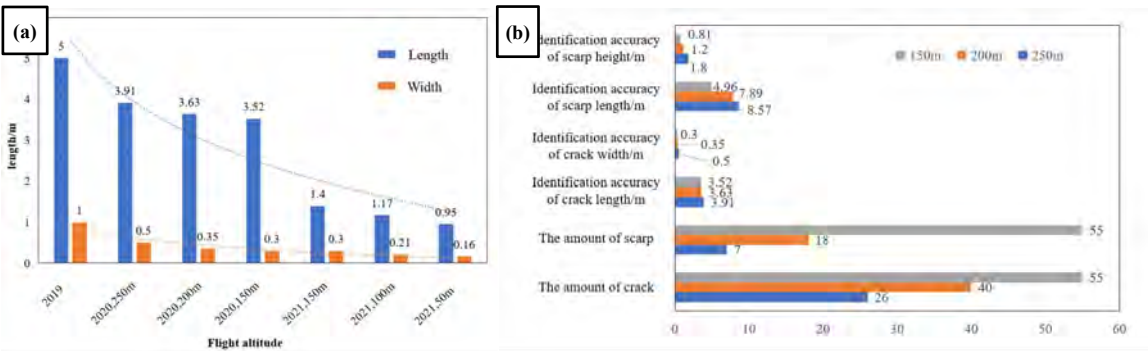 (a)
5
4
3
2
1
0
length/m
5
3.91
3.63
3.52
1.4
1.17
0.95
1
0.5
0.35
0.3
0.3
0.21
0.16
Length
Width
2019
2020,250m
2020,200m
2020,150m
2021,150m
2021,100m
2021,50m
Flight altitude
(b)
dentification accuracy
of scarp height/m
Identification accuracy
of scarp length/m
Identification accuracy
of crack width/m
Identification accuracy
of crack length/m
The amount of scarp
The amount of crack
150m
200m
250m
0.81
1.2
1.8
4.96
7.89
8.57
0.3
0.35
0.5
3.52
3.63
3.91
55
18
7
55
40
26
0
10
20
30
40
50
60